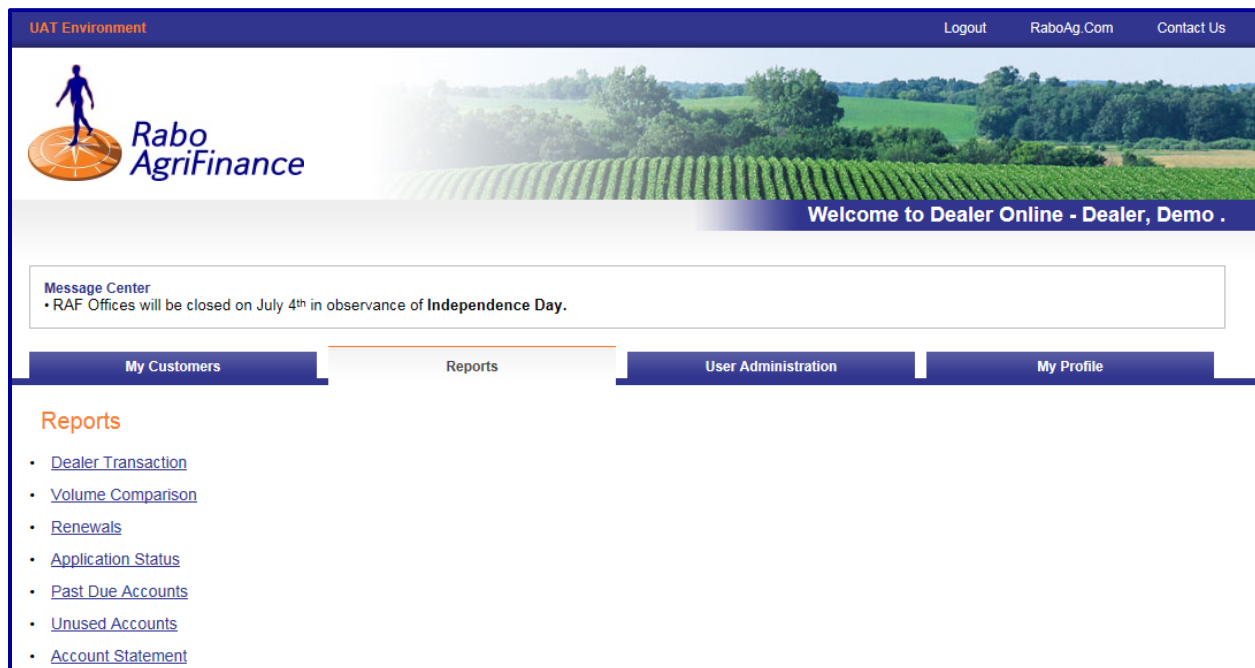 UAT Environment Logout RaboAg.Com Contact Us
Rabo
AgriFinance
Welcome to Dealer Online - Dealer, Demo .
Message Center
• RAF Offices will be closed on July 4th in observance of Independence Day.
My Customers Reports User Administration My Profile
Reports
• Dealer Transaction
• Volume Comparison
• Renewals
• Application Status
• Past Due Accounts
• Unused Accounts
• Account Statement